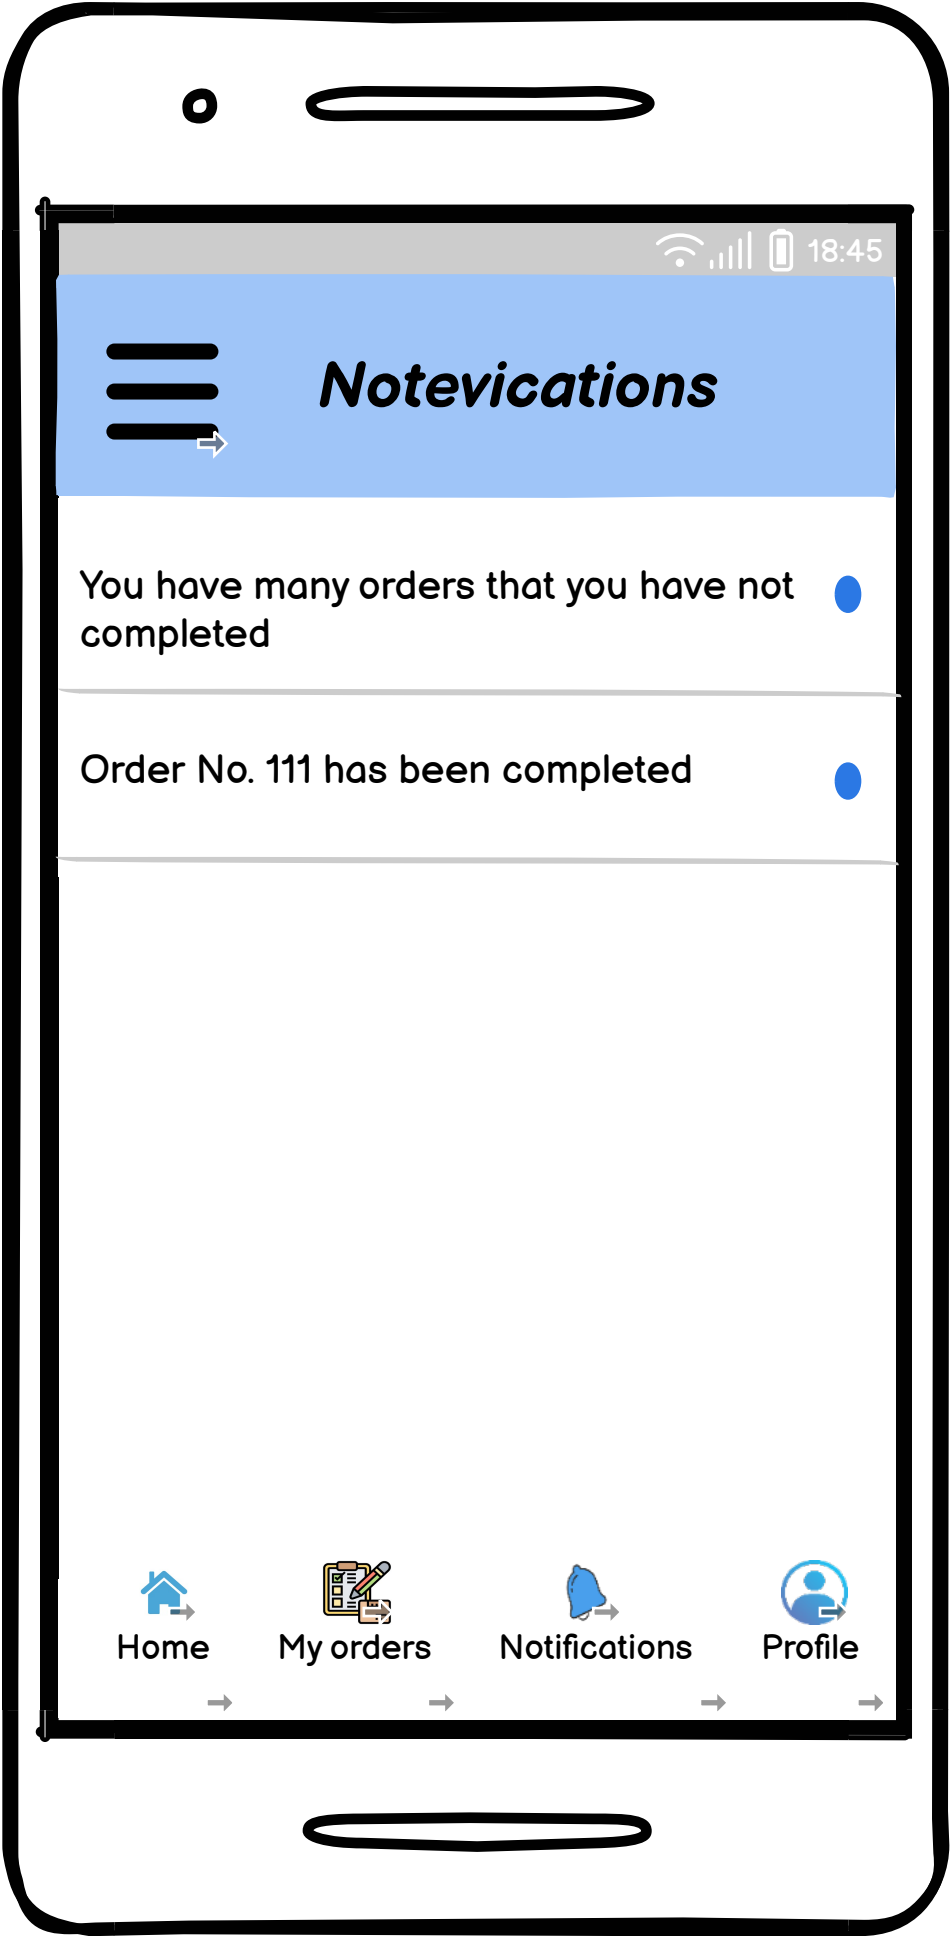 18:45
Notevications
You have many orders that you have not
completed
Order No. 111 has been completed
Home My orders Notifications Profile